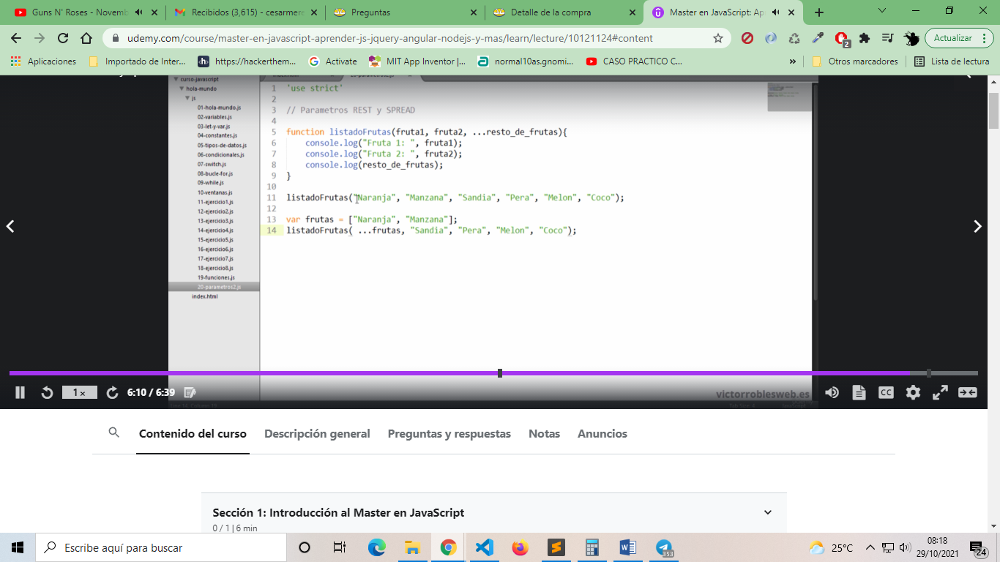 Guns N' Roses - Novemb
Recibidos (3,615) - cesarmere
Preguntas
Detalle de la compra
Master en JavaScript: Ap
udemy.com/course/master-en-javascript-aprender-js-jquery-angular-nodejs-y-mas/learn/lecture/10121124#content
2
Actualizar
Aplicaciones
Importado de Inter...
https://hackerthem...
Activate
MIT App Inventor |...
normal10as.gnomi...
CASO PRACTICO C...
»
Otros marcadores
Lista de lectura
curso-javascript
hola-mundo
js
01-hola-mundo.js
02-variables.js
03-let-y-var.js
04-constantes.js
05-tipos-de-datos.js
06-condicionales.js
07-switch.js
08-bucle-for.js
09-while.js
10-ventanas.js
11-ejercicio1.js
12-ejercicio2.js
13-ejercicio3.js
14-ejercicio4.js
15-ejercicio5.js
16-ejercicio6.js
17-ejercicio7.js
18-ejercicio8.js
19-funciones.js
20-parametros2.js
index.html
20-parametros2.js
1 'use strict'
2
3 // Parametros REST y SPREAD
4
5 function listadoFrutas(fruta1, fruta2, ...resto_de_frutas){
6 console.log("Fruta 1: ", fruta1);
7 console.log("Fruta 2: ", fruta2);
8 console.log(resto_de_frutas);
9 }
10
11 listadoFrutas("Naranja", "Manzana", "Sandia", "Pera", "Melon", "Coco");
12
13 var frutas = ["Naranja", "Manzana"];
14 listadoFrutas( ...frutas, "Sandia", "Pera", "Melon", "Coco");
victorroblesweb.es
1 x
6:10 / 6:39
CC
Contenido del curso
Descripción general
Preguntas y respuestas
Notas
Anuncios
Sección 1: Introducción al Master en JavaScript
0 / 1 | 6 min
Escribe aquí para buscar
353
25°C
08:18
29/10/2021
24